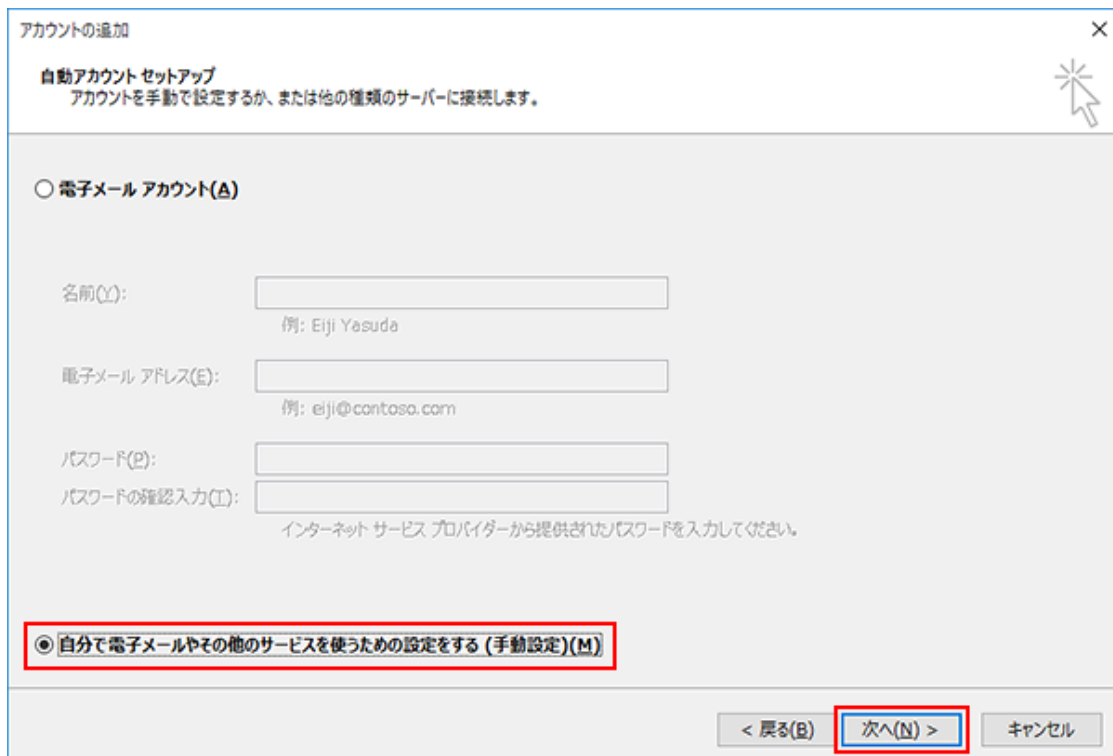 アカウントの追加
自動アカウント セットアップ
アカウントを手動で設定するか、または他の種類のサーバーに接続します。
電子メール アカウント(A)
名前(Y):
例: Eiji Yasuda
電子メール アドレス(E):
例: eiji@contoso.com
パスワード(P):
パスワードの確認入力(T):
インターネット サービス プロバイダーから提供されたパスワードを入力してください。
自分で電子メールやその他のサービスを使うための設定をする (手動設定)(M)
< 戻る(B) 次へ(N) > キャンセル